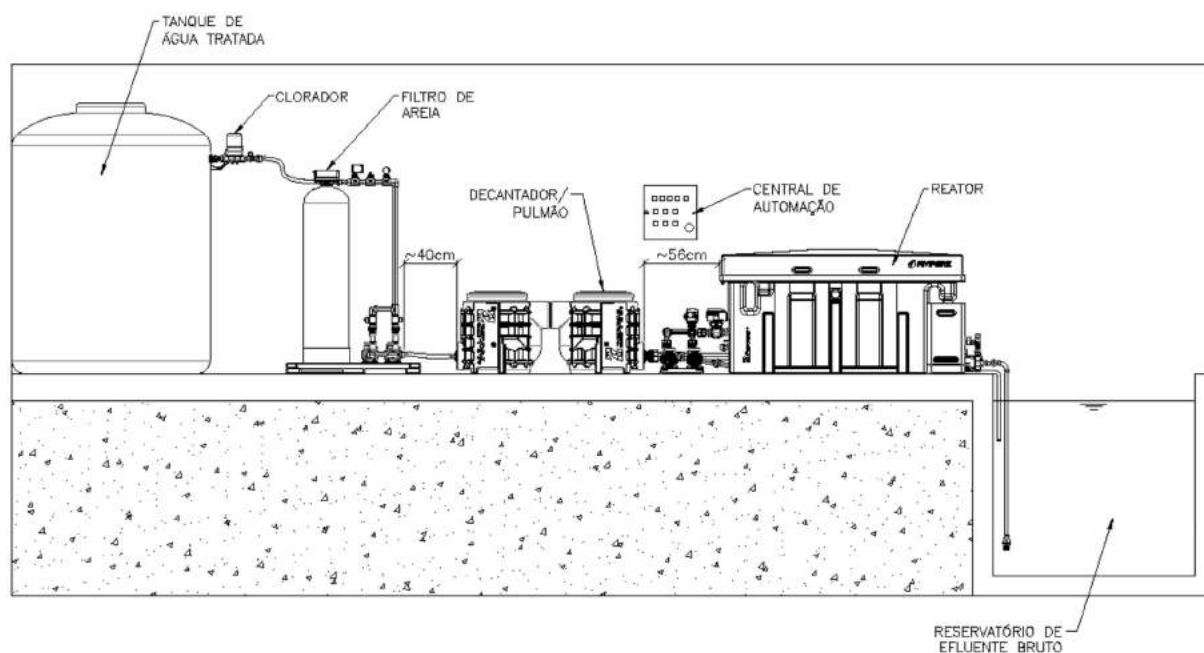 TANQUE DE
ÁGUA TRATADA
CLORADOR
FILTRO DE
AREIA
DECANTADOR/
PULMÃO
CENTRAL DE
AUTOMAÇÃO
REATOR
~40cm
~56cm
RESERVATÓRIO DE
EFLUENTE BRUTO